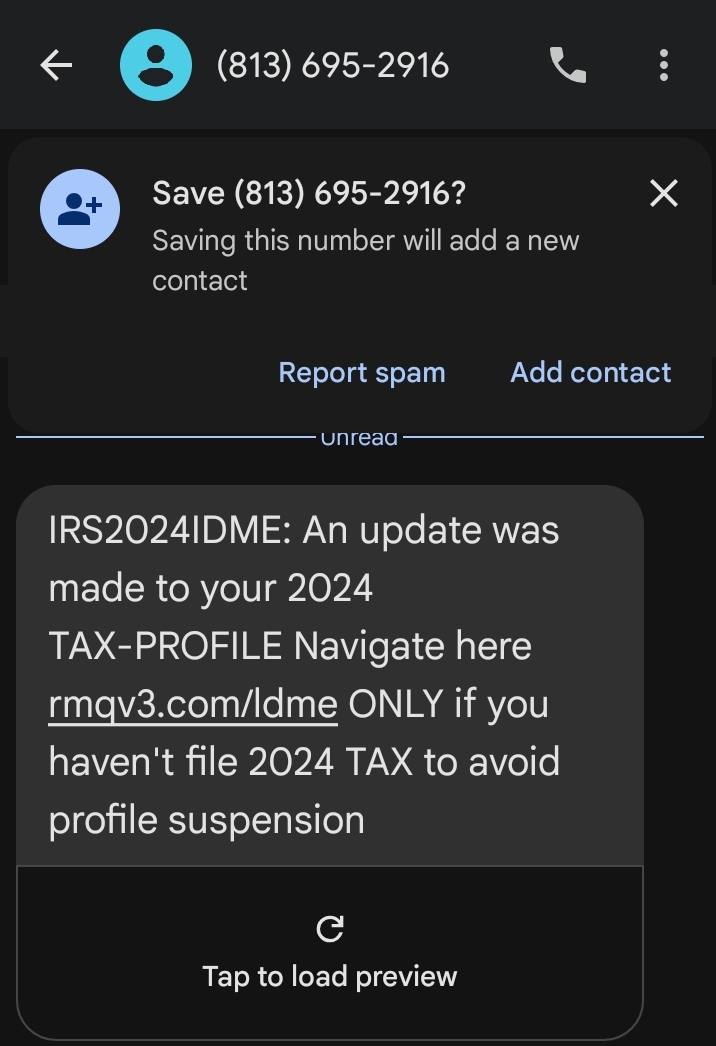 (813) 695-2916
Save (813) 695-2916?
Saving this number will add a new
contact
Report spam
Add contact
Unread
IRS2024IDME: An update was
made to your 2024
TAX-PROFILE Navigate here
rmqv3.com/ldme ONLY if you
haven't file 2024 TAX to avoid
profile suspension
Tap to load preview